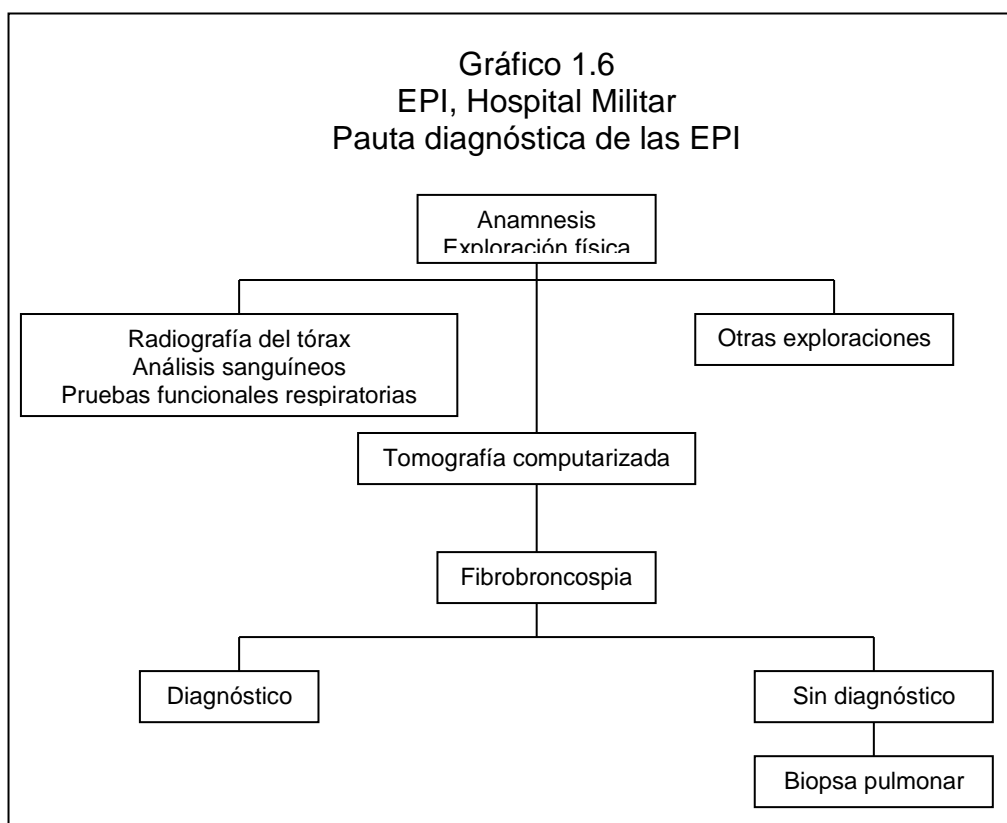 Gráfico 1.6
EPI, Hospital Militar
Pauta diagnóstica de las EPI
Anamnesis
Exploración física
Radiografía del tórax
Análisis sanguíneos
Pruebas funcionales respiratorias
Otras exploraciones
Tomografía computarizada
Fibrobroncospia
Diagnóstico
Sin diagnóstico
Biopsa pulmonar